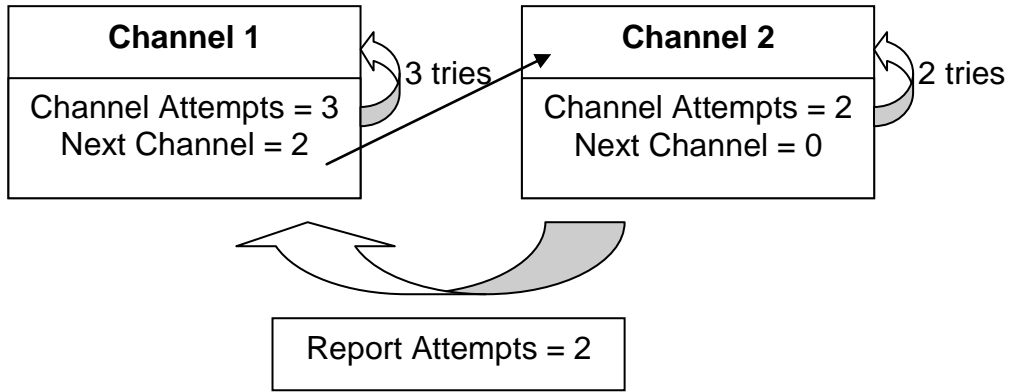 Channel 1
Channel Attempts = 3
Next Channel = 2
3 tries
Channel 2
Channel Attempts = 2
Next Channel = 0
2 tries
Report Attempts = 2